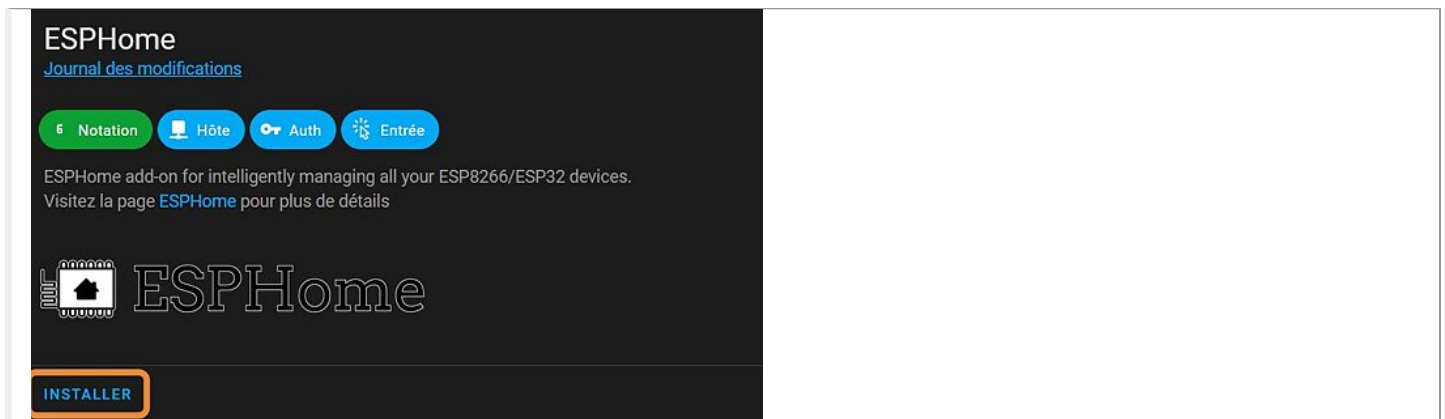 ESPHome
Journal des modifications
6 Notation Hôte Auth Entrée
ESPHome add-on for intelligently managing all your ESP8266/ESP32 devices.
Visitez la page ESPHome pour plus de détails
ESPHome
INSTALLER